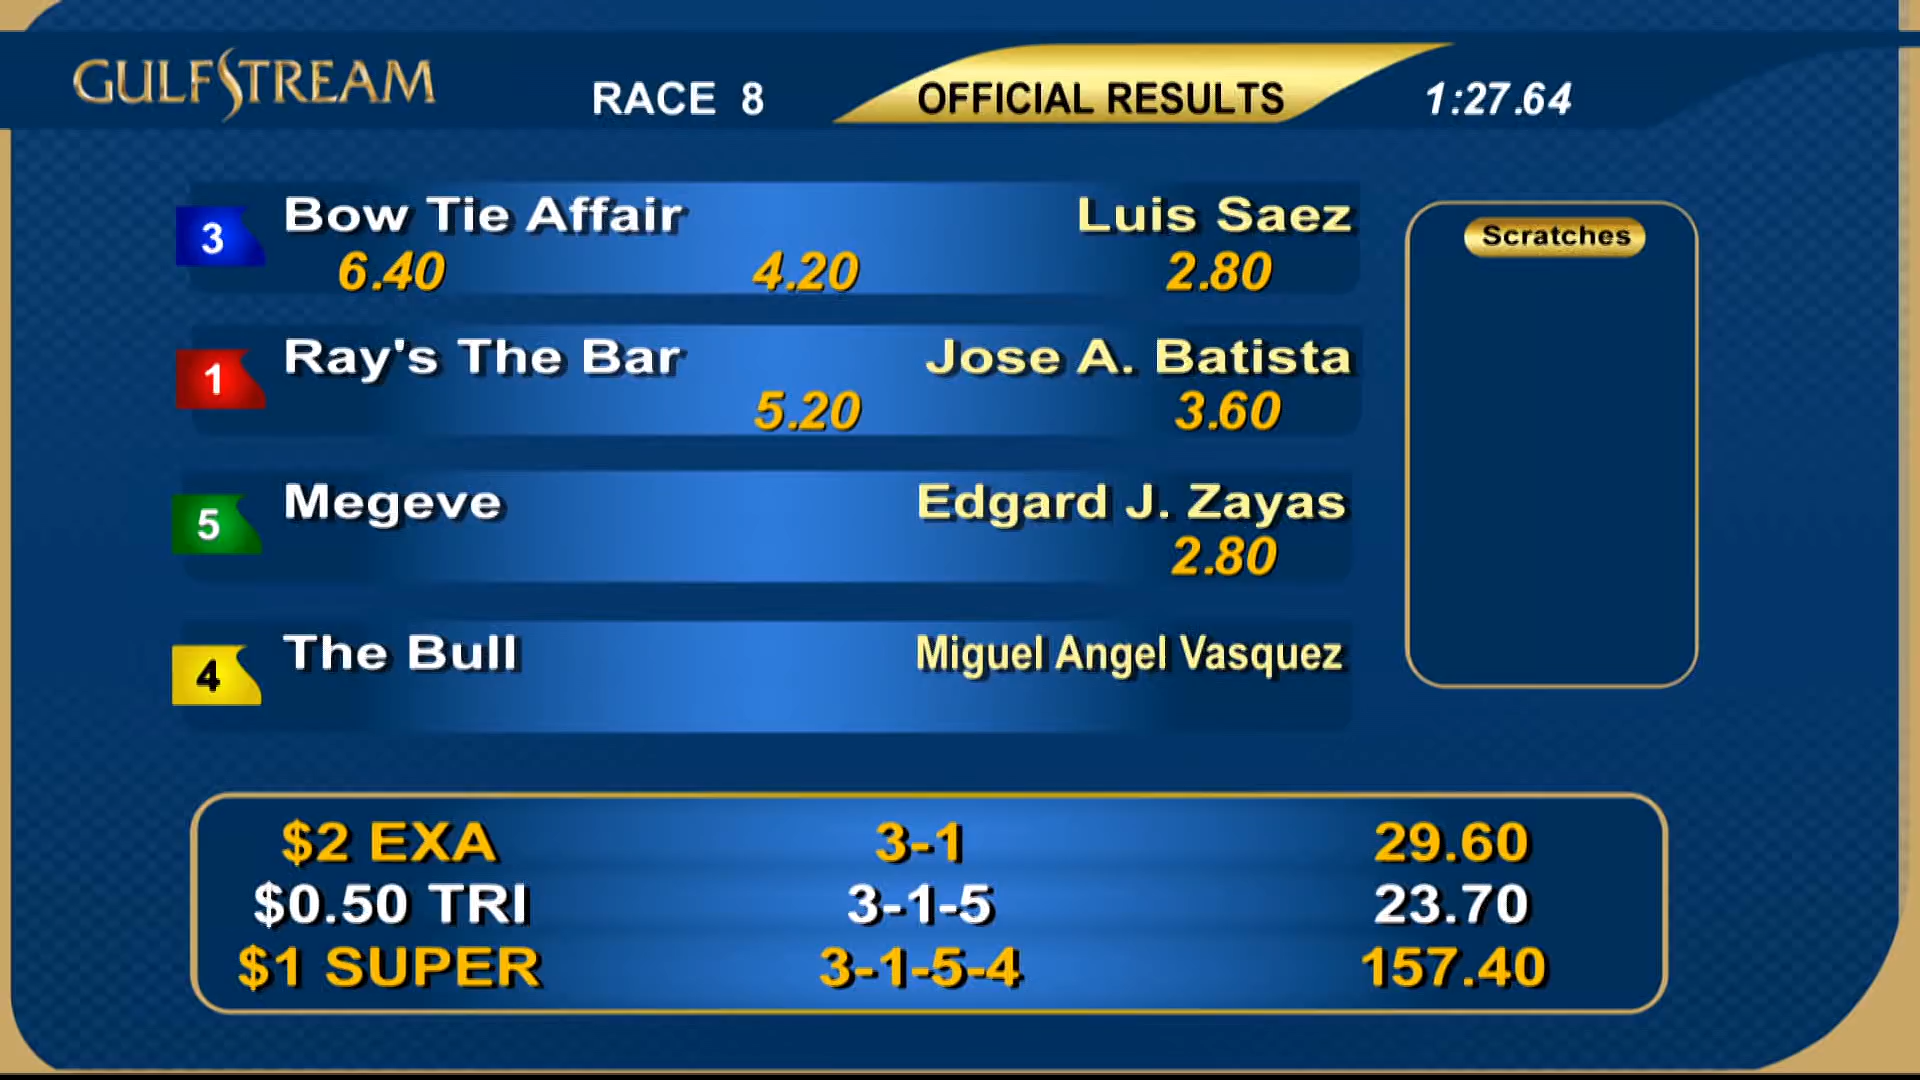 GULFSTREAM
RACE 8
OFFICIAL RESULTS
1:27.64
3 Bow Tie Affair Luis Saez
6.40 4.20 2.80
1 Ray's The Bar Jose A. Batista
5.20 3.60
5 Megeve Edgard J. Zayas
2.80
4 The Bull Miguel Angel Vasquez
Scratches
$2 EXA 3-1 29.60
$0.50 TRI 3-1-5 23.70
$1 SUPER 3-1-5-4 157.40